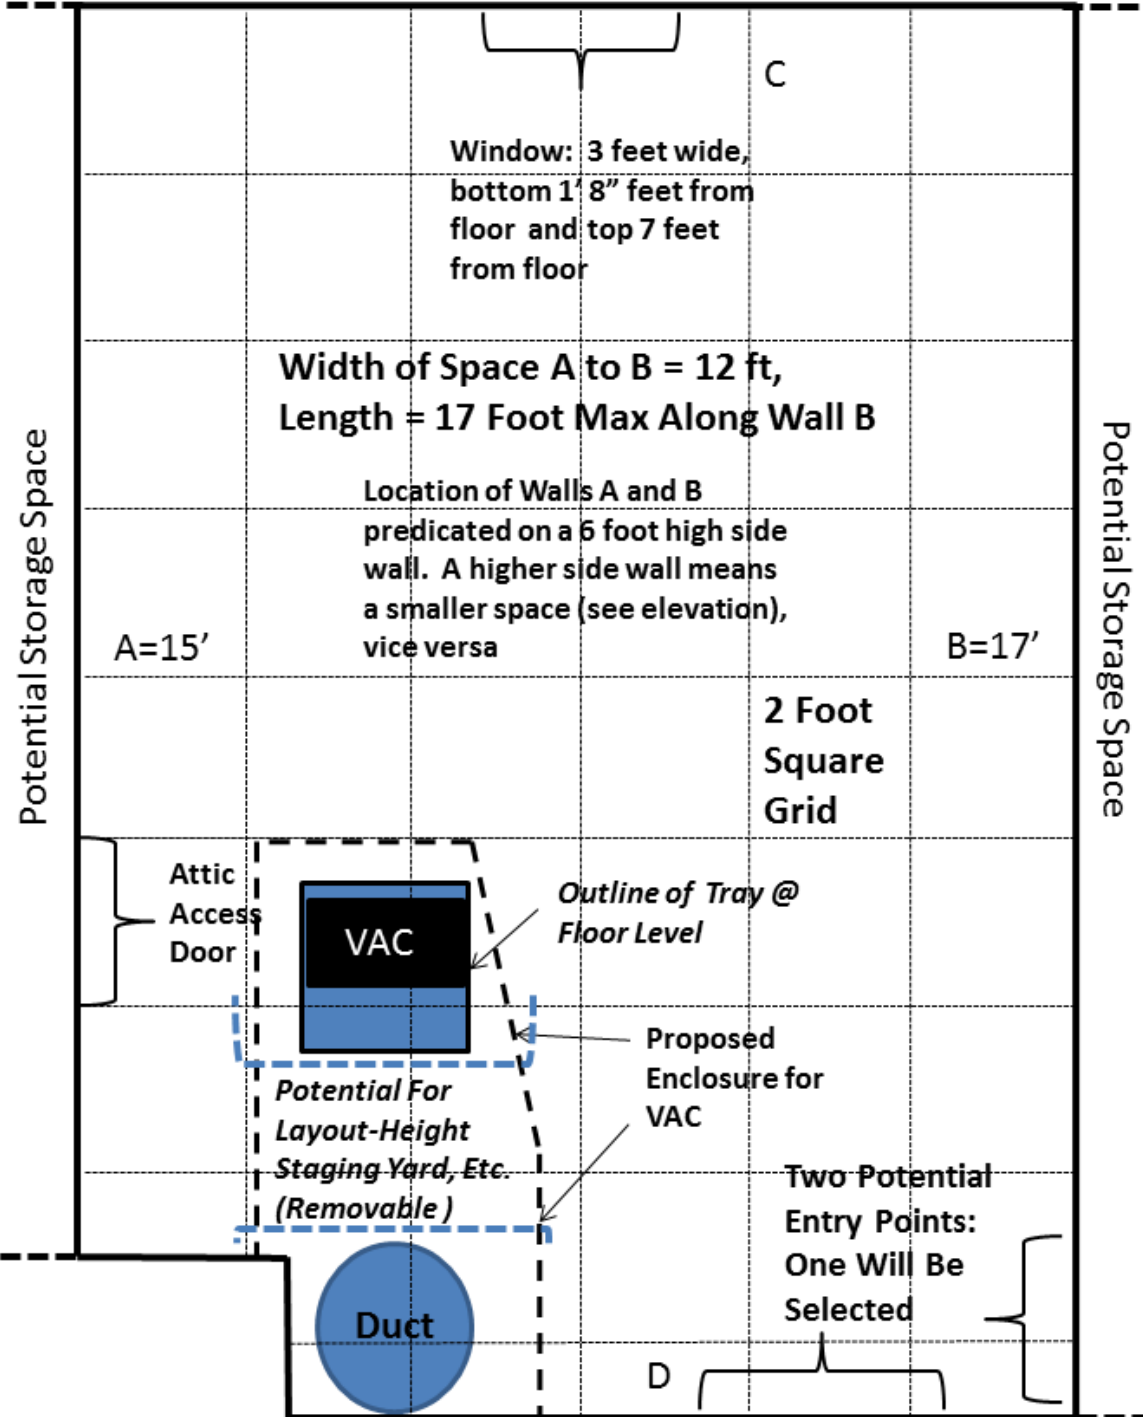 C
Window: 3 feet wide,
bottom 1' 8” feet from
floor and top 7 feet
from floor
Width of Space A to B = 12 ft,
Length = 17 Foot Max Along Wall B
Location of Walls A and B
predicated on a 6 foot high side
wall. A higher side wall means
a smaller space (see elevation),
vice versa
Potential Storage Space
Potential Storage Space
A=15’
B=17’
2 Foot
Square
Grid
Attic
Access
Door
VAC
Outline of Tray @
Floor Level
Proposed
Enclosure for
VAC
Potential For
Layout-Height
Staging Yard, Etc.
(Removable )
Two Potential
Entry Points:
One Will Be
Selected
Duct
D